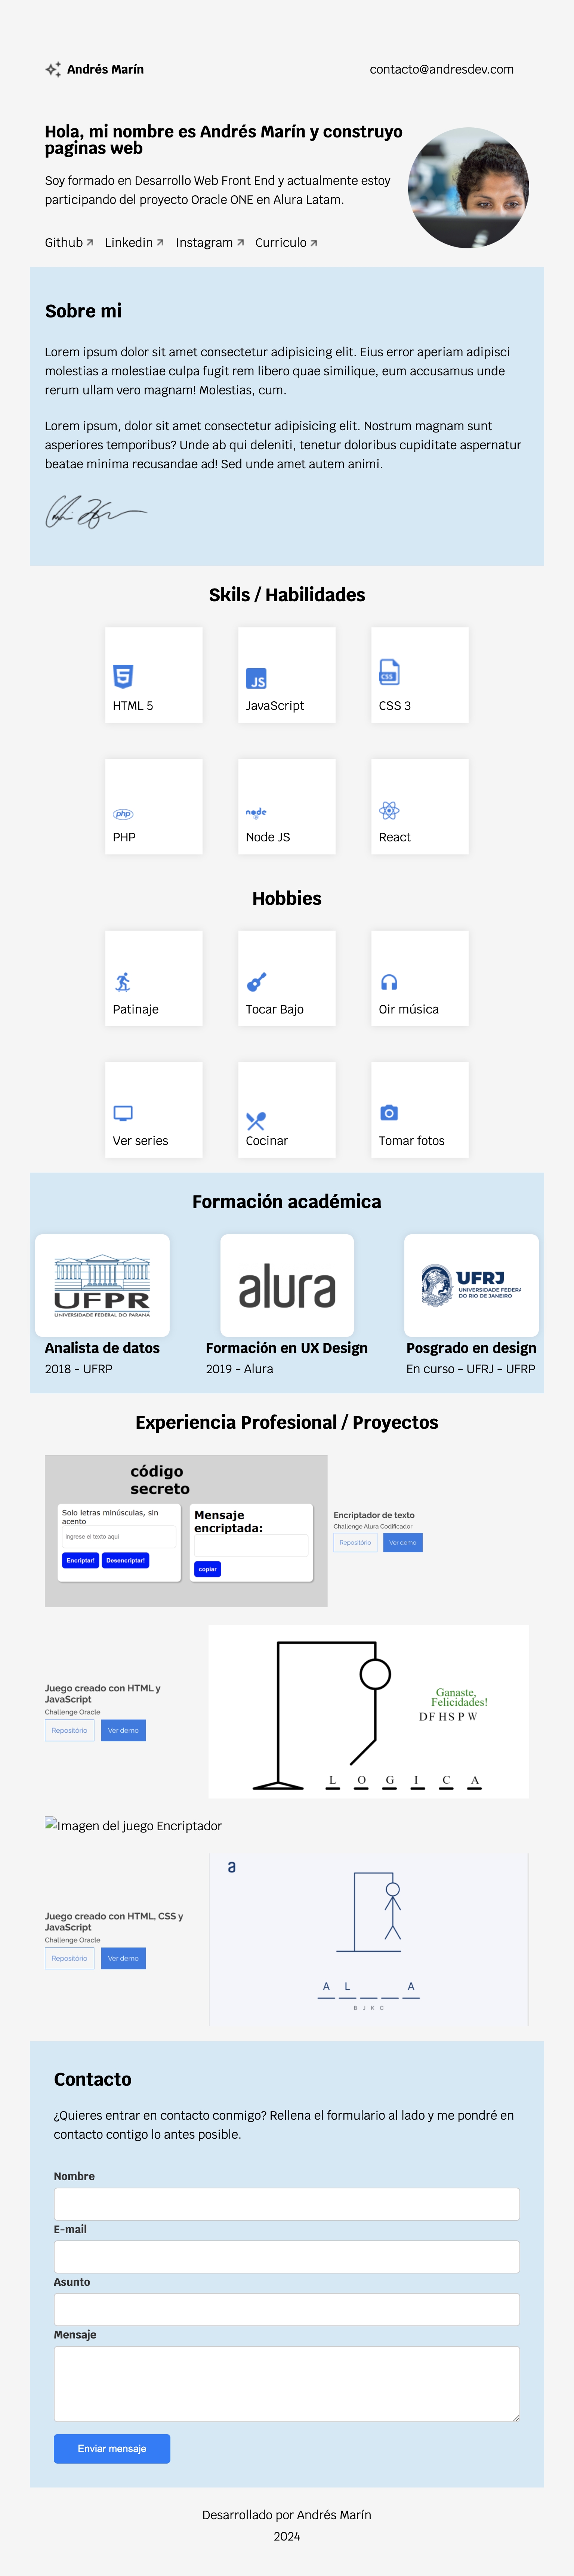 Andrés Marín
contacto@andresdev.com
Hola, mi nombre es Andrés Marín y construyo
paginas web
Soy formado en Desarrollo Web Front End y actualmente estoy
participando del proyecto Oracle ONE en Alura Latam.
Github Linkedin Instagram Curriculo
Sobre mi
Lorem ipsum dolor sit amet consectetur adipisicing elit. Eius error aperiam adipisci
molestias a molestiae culpa fugit rem libero quae similique, eum accusamus unde
rerum ullam vero magnam! Molestias, cum.
Lorem ipsum, dolor sit amet consectetur adipisicing elit. Nostrum magnam sunt
asperiores temporibus? Unde ab qui deleniti, tenetur doloribus cupiditate aspernatur
beatae minima recusandae ad! Sed unde amet autem animi.
Skils / Habilidades
5
JS
CSS
HTML 5
JavaScript
CSS 3
php
node
PHP
Node JS
React
Hobbies
Patinaje
Tocar Bajo
Oir música
Ver series
Cocinar
Tomar fotos
Formación académica
UFPR
UNIVERSIDADE FEDERAL DO PARANÁ
alura
UFRJ
UNIVERSIDADE FEDERAL
DO RIO DE JANEIRO
Analista de datos
2018 - UFRP
Formación en UX Design
2019 - Alura
Posgrado en design
En curso - UFRJ - UFRP
Experiencia Profesional / Proyectos
código
secreto
Solo letras minúsculas, sin
acento
ingrese el texto aqui
Encriptar! Desencriptar!
Mensaje
encriptada:
copiar
Encriptador de texto
Challenge Alura Codificador
Repositório Ver demo
Juego creado con HTML y
JavaScript
Challenge Oracle
Repositório Ver demo
Ganaste,
Felicidades!
D F H S P W
L O G I C A
Imagen del juego Encriptador
Juego creado con HTML, CSS y
JavaScript
Challenge Oracle
Repositório Ver demo
a
A L A
B J K C
Contacto
¿Quieres entrar en contacto conmigo? Rellena el formulario al lado y me pondré en
contacto contigo lo antes posible.
Nombre
E-mail
Asunto
Mensaje
Enviar mensaje
Desarrollado por Andrés Marín
2024